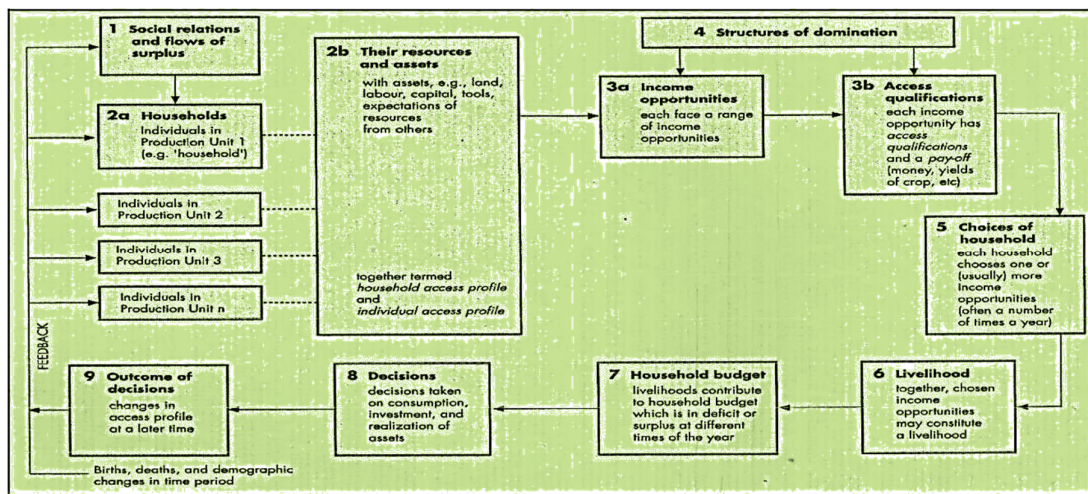 1 Social relations
and flows of
surplus
2a Households
Individuals in
Production Unit 1
(e.g. 'household')
Individuals in
Production Unit 2
Individuals in
Production Unit 3
Individuals in
Production Unit n
2b Their resources
and assets
with assets, e.g., land,
labour, capital, tools,
expectations of
resources
from others
together termed
household access profile
and
individual access profile
4 Structures of domination
3a Income
opportunities
each face a range
of income
opportunities
3b Access
qualifications
each income
opportunity has
access
qualifications
and a pay-off
(money, yields
of crop, etc)
5 Choices of
household
each household
chooses one or
(usually) more
income
opportunities
(often a number
of times a year)
6 Livelihood
together, chosen
income
opportunities
may constitute
a livelihood
7 Household budget
livelihoods contribute
to household budget
which is in deficit or
surplus at different
times of the year
8 Decisions
decisions taken
on consumption,
investment, and
realization of
assets
9 Outcome of
decisions
changes in
access profile
at a later time
FEEDBACK
Births, deaths, and demographic
changes in time period